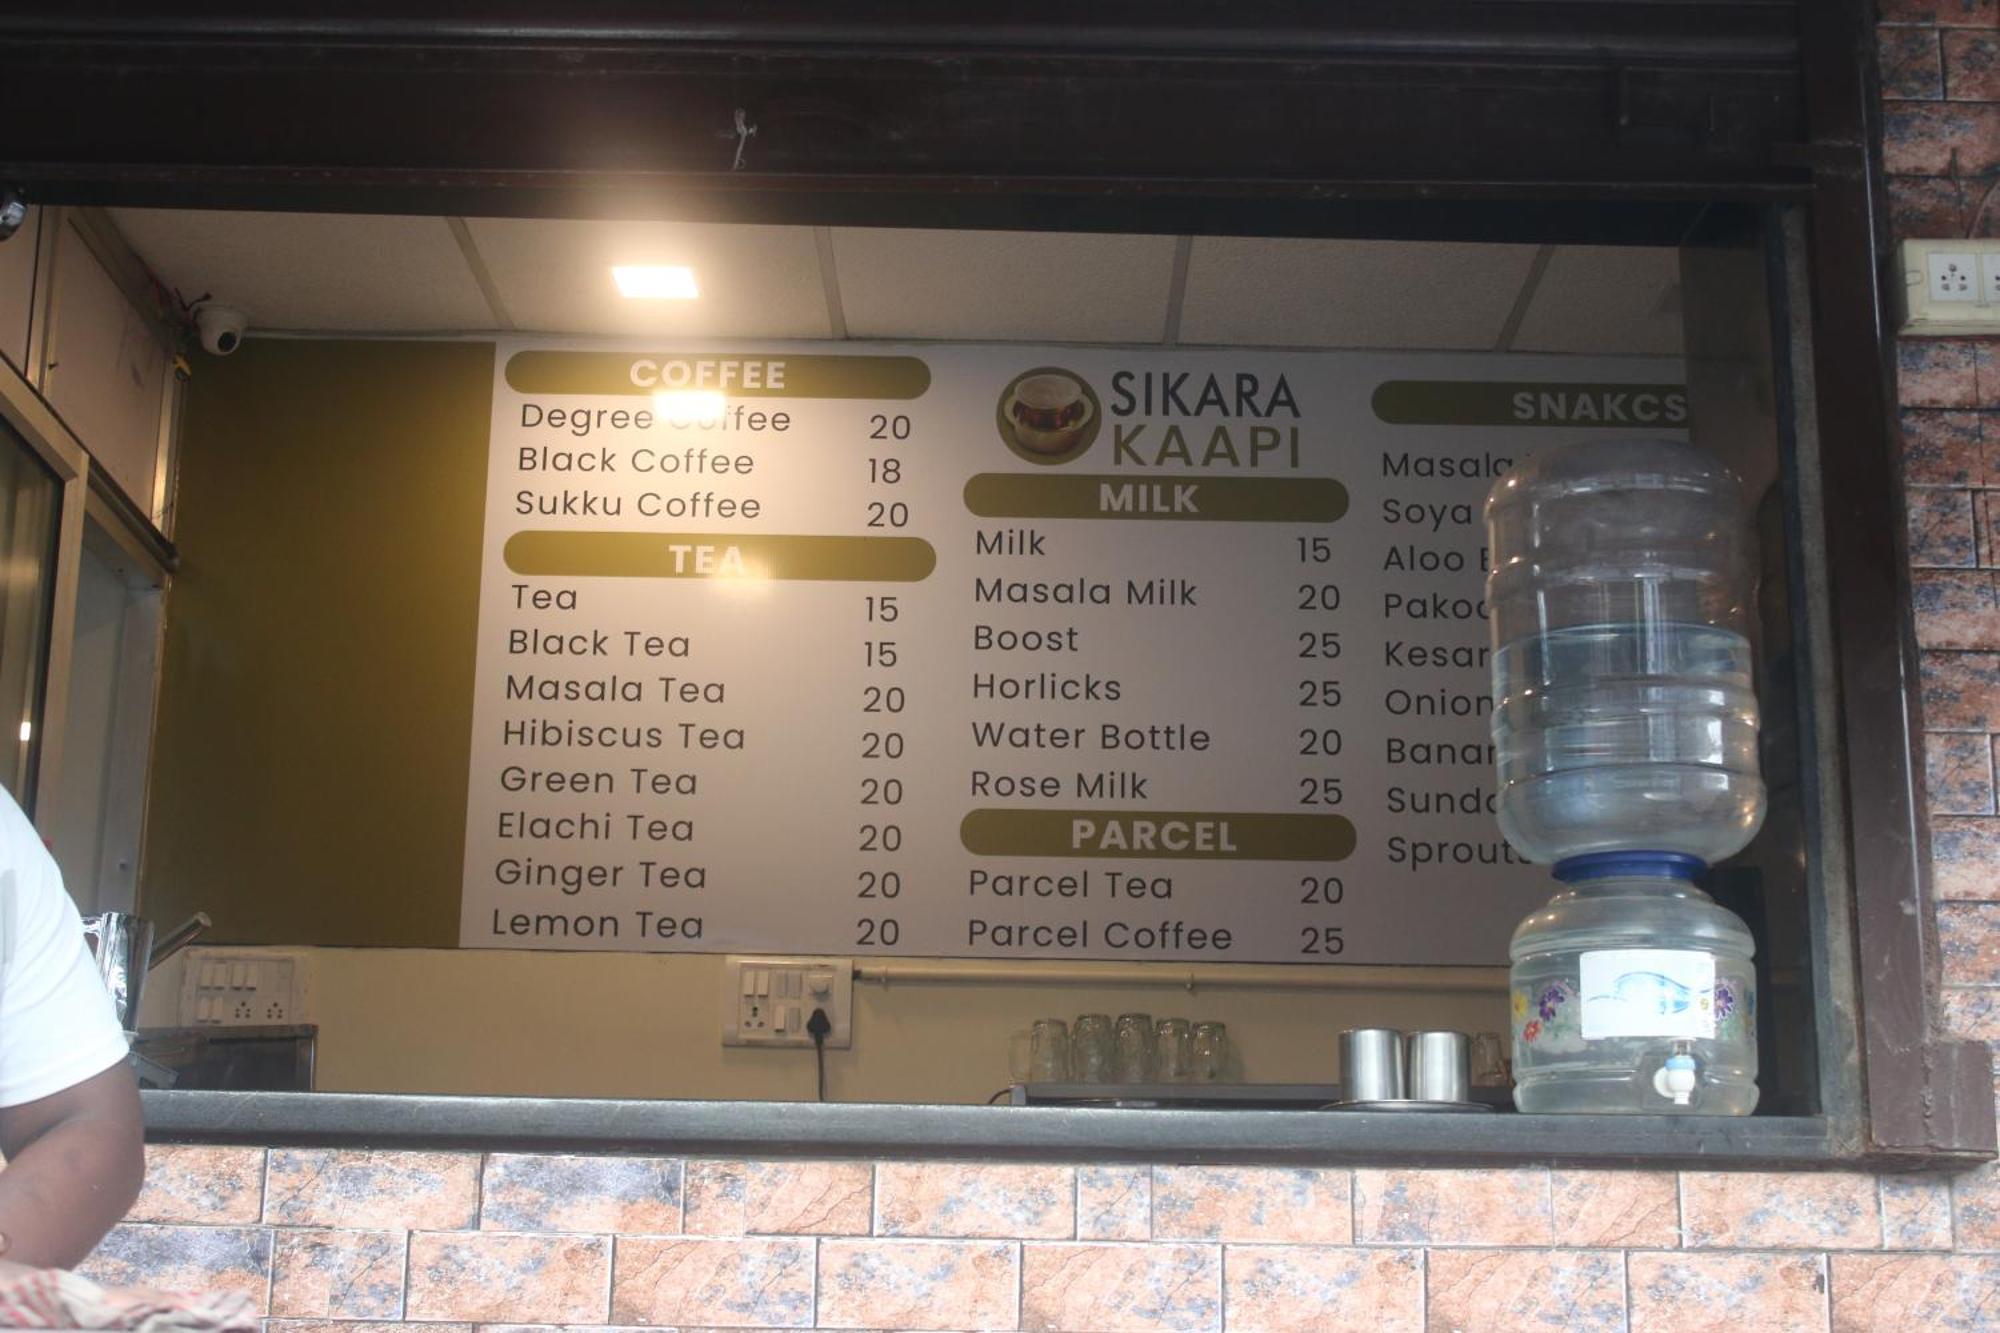 COFFEE
Degree 20
Black Coffee 18
Sukku Coffee 20
TEA
Tea 15
Black Tea 15
Masala Tea 20
Hibiscus Tea 20
Green Tea 20
Elachi Tea 20
Ginger Tea 20
Lemon Tea 20
SIKARA
KAAPI
MILK
Milk 15
Masala Milk 20
Boost 25
Horlicks 25
Water Bottle 20
Rose Milk 25
PARCEL
Parcel Tea 20
Parcel Coffee 25
SNAKCS
Masala
Soya
Aloo
Onion